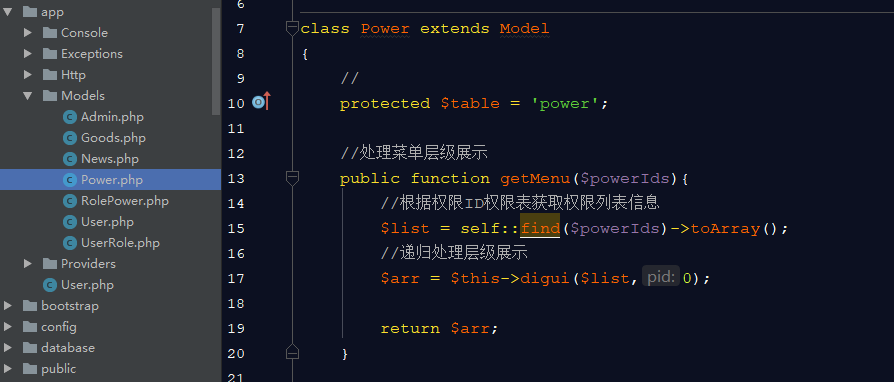 app
Console
Exceptions
Http
Models
Admin.php
Goods.php
News.php
Power.php
RolePower.php
User.php
UserRole.php
Providers
User.php
bootstrap
config
database
public
6
7 class Power extends Model
8 {
9 //
10 protected $table = 'power';
11
12 //处理菜单层级展示
13 public function getMenu($powerIds){
14 //根据权限ID权限表获取权限列表信息
15 $list = self::find($powerIds)->toArray();
16 //递归处理层级展示
17 $arr = $this->digui($list, pid: 0);
18
19 return $arr;
20 }
21